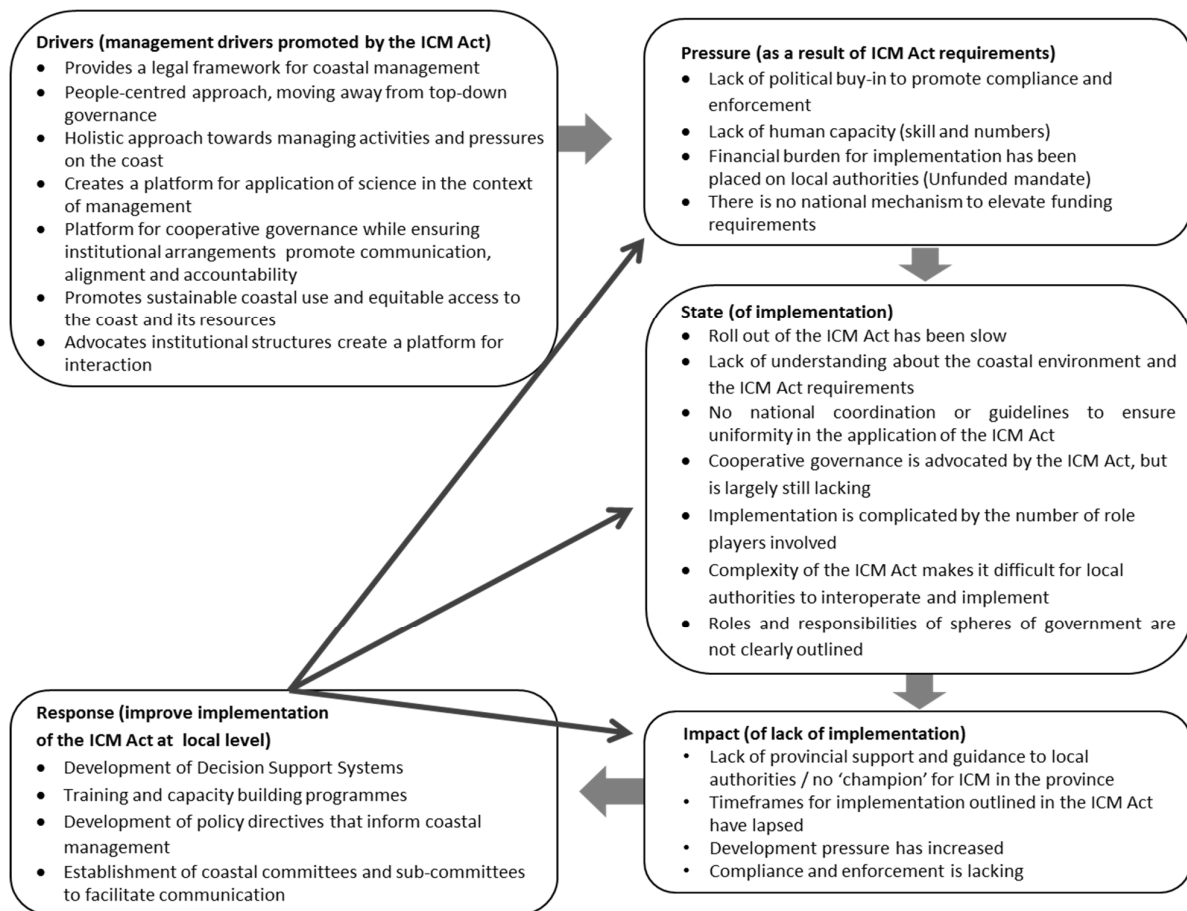 Drivers (management drivers promoted by the ICM Act)
• Provides a legal framework for coastal management
• People-centred approach, moving away from top-down
governance
• Holistic approach towards managing activities and pressures
on the coast
• Creates a platform for application of science in the context
of management
• Platform for cooperative governance while ensuring
institutional arrangements promote communication,
alignment and accountability
• Promotes sustainable coastal use and equitable access to
the coast and its resources
• Advocates institutional structures create a platform for
interaction
Pressure (as a result of ICM Act requirements)
• Lack of political buy-in to promote compliance and
enforcement
• Lack of human capacity (skill and numbers)
• Financial burden for implementation has been
placed on local authorities (Unfunded mandate)
• There is no national mechanism to elevate funding
requirements
State (of implementation)
• Roll out of the ICM Act has been slow
• Lack of understanding about the coastal environment and
the ICM Act requirements
• No national coordination or guidelines to ensure
uniformity in the application of the ICM Act
• Cooperative governance is advocated by the ICM Act, but
is largely still lacking
• Implementation is complicated by the number of role
players involved
• Complexity of the ICM Act makes it difficult for local
authorities to interoperate and implement
• Roles and responsibilities of spheres of government are
not clearly outlined
Impact (of lack of implementation)
• Lack of provincial support and guidance to local
authorities / no ‘champion’ for ICM in the province
• Timeframes for implementation outlined in the ICM Act
have lapsed
• Development pressure has increased
• Compliance and enforcement is lacking
Response (improve implementation
of the ICM Act at local level)
• Development of Decision Support Systems
• Training and capacity building programmes
• Development of policy directives that inform coastal
management
• Establishment of coastal committees and sub-committees
to facilitate communication